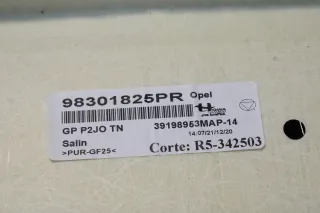 98301825PR Opel
GP P2JO TN 39198953MAP-14
14:07/21/12/20
Salin
>PUR-GF25< Corte: R5-342503